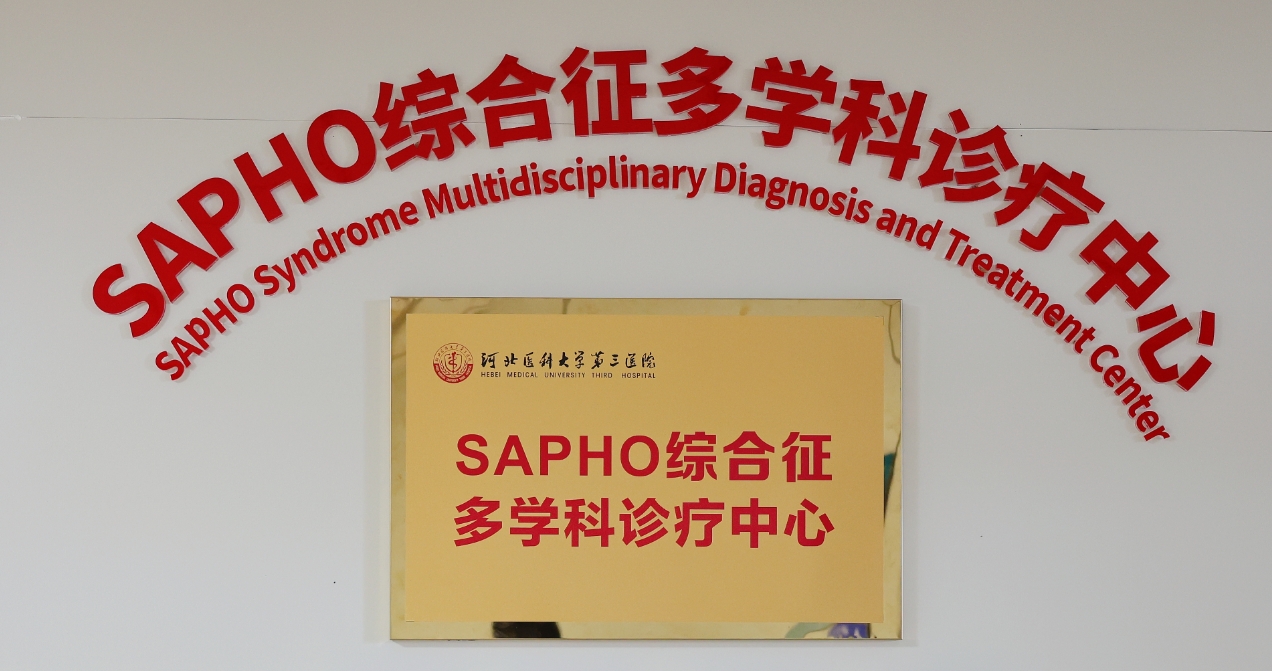 SAPHO综合征多学科诊疗中心
SAPHO Syndrome Multidisciplinary Diagnosis and Treatment Center
河北医科大学第三医院
HEBEI MEDICAL UNIVERSITY THIRD HOSPITAL
SAPHO综合征
多学科诊疗中心